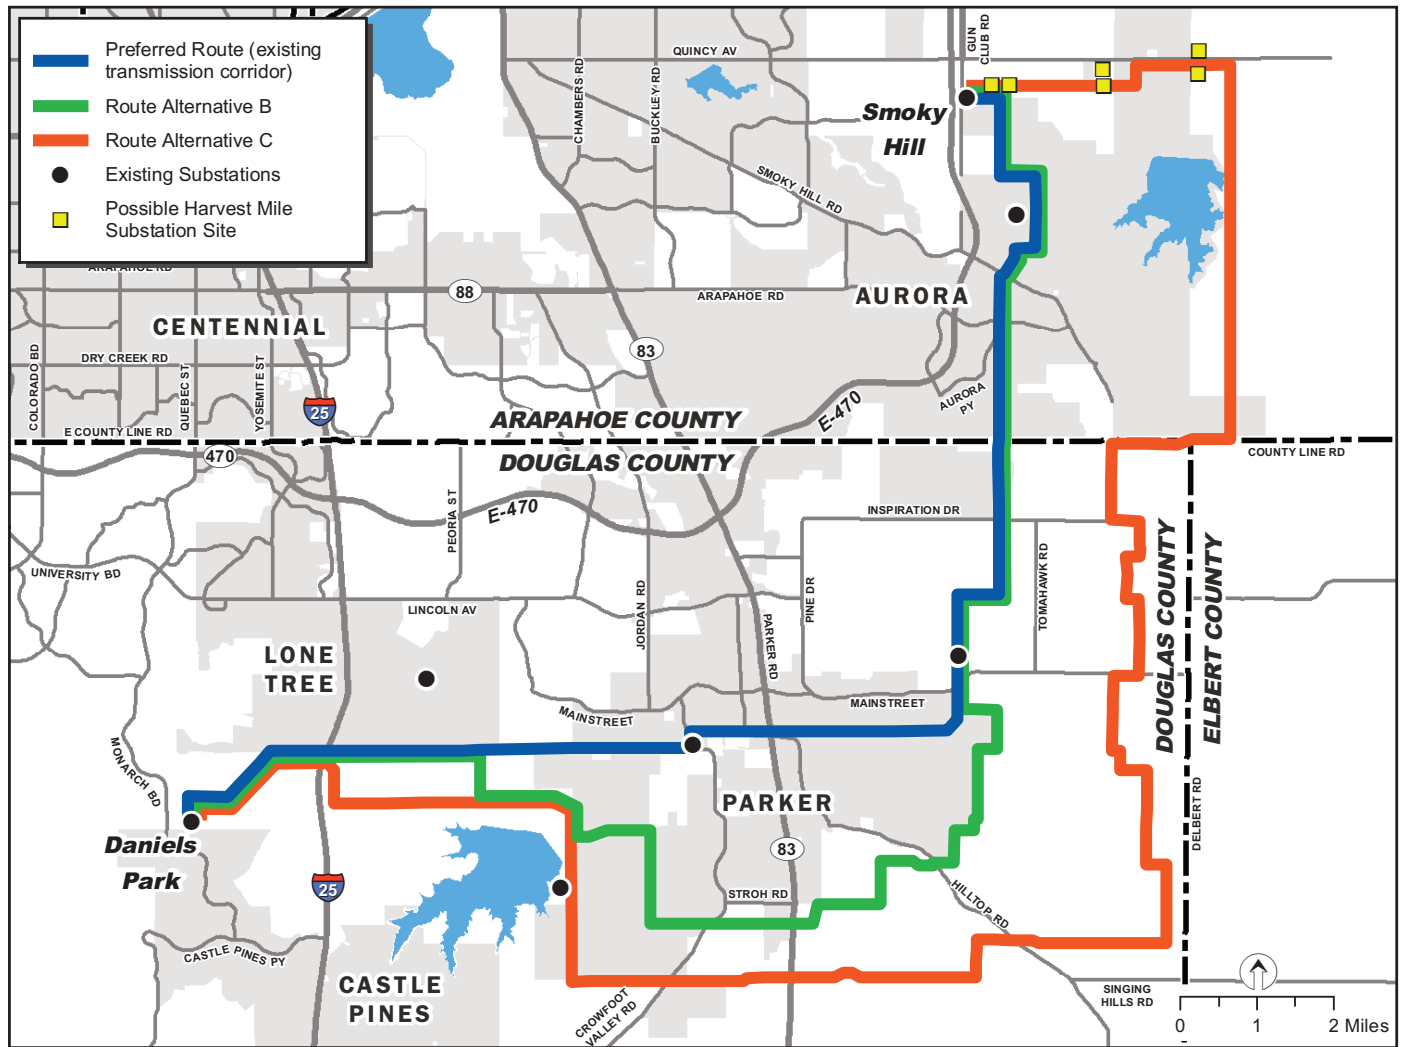 Preferred Route (existing
transmission corridor)
Route Alternative B
Route Alternative C
Existing Substations
Possible Harvest Mile
Substation Site
GUN
CLUB RD
QUINCY AV
CHAMBERS RD
BUCKLEY RD
Smoky
Hill
SMOKY HILL RD
ARAPAHOE RD
88
ARAPAHOE RD
AURORA
CENTENNIAL
83
DRY CREEK RD
COLORADO BD
QUEBEC ST
YOSEMITE ST
25
AURORA
PY
E-470
ARAPAHOE COUNTY
E COUNTY LINE RD
DOUGLAS COUNTY
COUNTY LINE RD
470
E-470
PEORIA ST
INSPIRATION DR
UNIVERSITY BD
LINCOLN AV
JORDAN RD
PARKER RD
PINE DR
TOMAHAWK RD
DOUGLAS COUNTY
ELBERT COUNTY
LONE
TREE
MAINSTREET
MAINSTREET
MONARCH BD
PARKER
DELBERT RD
Daniels
Park
83
25
STROH RD
HILLTOP RD
CASTLE PINES PY
CASTLE
PINES
CROWFOOT
VALLEY RD
SINGING
HILLS RD
0 1 2 Miles